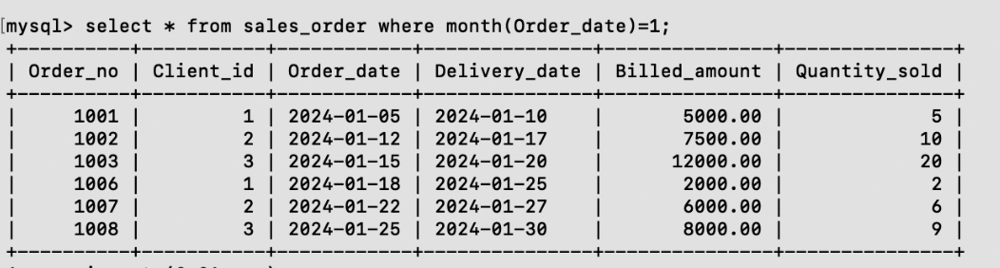 [mysql> select * from sales_order where month(Order_date)=1;
+----------+-----------+------------+---------------+---------------+---------------+
| Order_no | Client_id | Order_date | Delivery_date | Billed_amount | Quantity_sold |
+----------+-----------+------------+---------------+---------------+---------------+
| 1001 | 1 | 2024-01-05 | 2024-01-10 | 5000.00 | 5 |
| 1002 | 2 | 2024-01-12 | 2024-01-17 | 7500.00 | 10 |
| 1003 | 3 | 2024-01-15 | 2024-01-20 | 12000.00 | 20 |
| 1006 | 1 | 2024-01-18 | 2024-01-25 | 2000.00 | 2 |
| 1007 | 2 | 2024-01-22 | 2024-01-27 | 6000.00 | 6 |
| 1008 | 3 | 2024-01-25 | 2024-01-30 | 8000.00 | 9 |
+----------+-----------+------------+---------------+---------------+---------------+